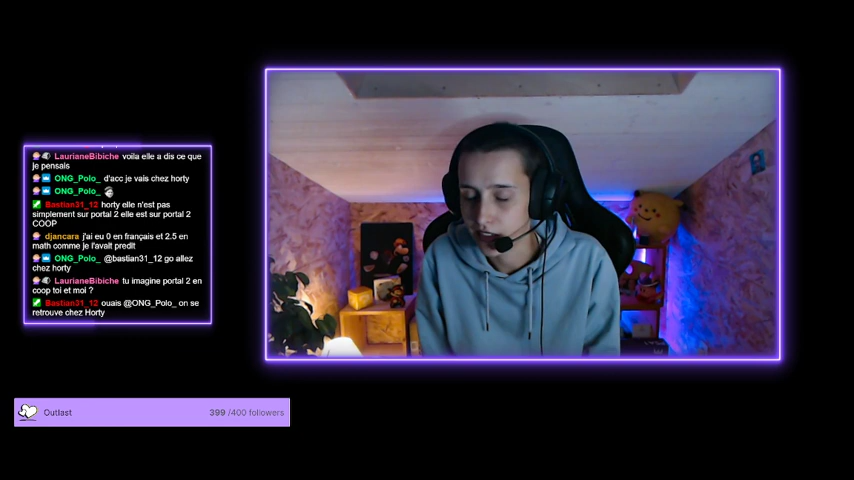 LaurianeBibiche voila elle a dis ce que
je pensais
ONG_Polo_ d'acc je vais chez horty
ONG_Polo_
Bastian31_12 horty elle n'est pas
simplement sur portal 2 elle est sur portal 2
COOP
djancara j'ai eu 0 en français et 2.5 en
math comme je l'avait predit
ONG_Polo_ @bastian31_12 go allez
chez horty
LaurianeBibiche tu imagine portal 2 en
coop toi et moi ?
Bastian31_12 ouais @ONG_Polo_ on se
retrouve chez Horty
Outlast 399 /400 followers